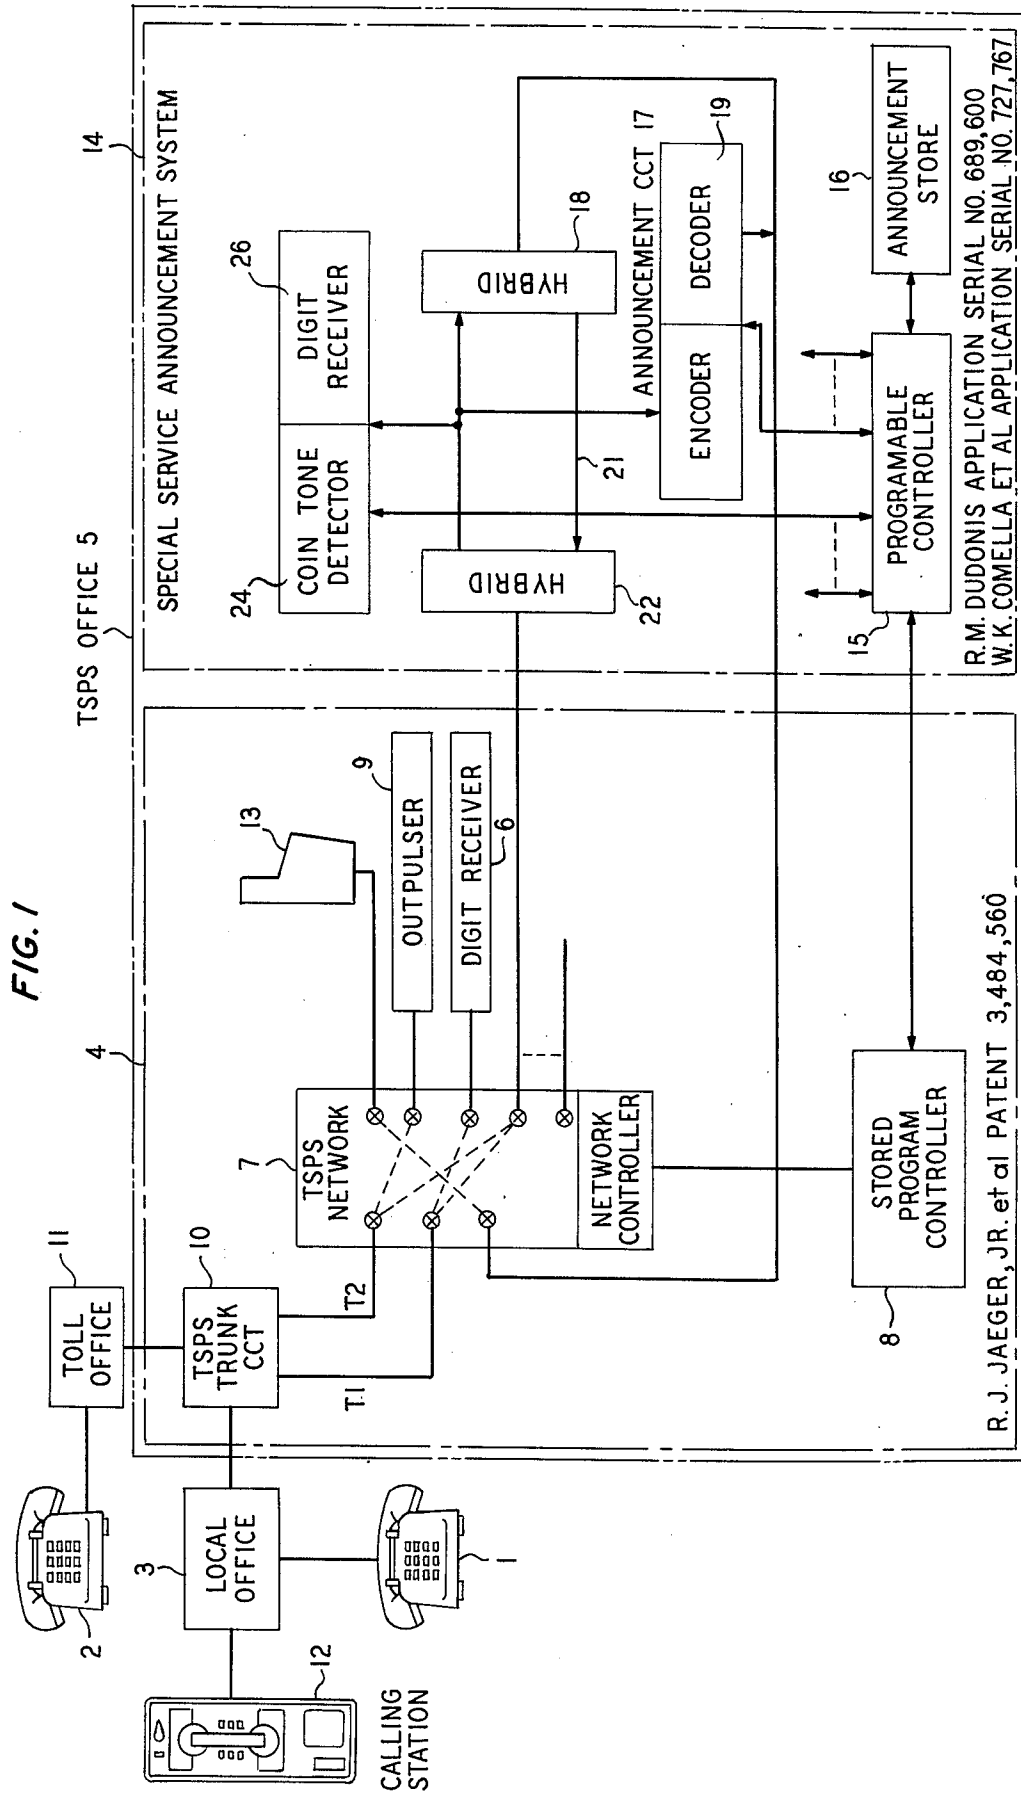 FIG. 1
TSPS OFFICE 5
CALLING
STATION
12
2
3
LOCAL
OFFICE
1
11
TOLL
OFFICE
4
10
TSPS
TRUNK
CCT
T1
T2
7
TSPS
NETWORK
NETWORK
CONTROLLER
13
9
OUTPULSER
DIGIT RECEIVER
6
8
STORED
PROGRAM
CONTROLLER
R. J. JAEGER, JR. et al PATENT 3,484,560
14
SPECIAL SERVICE ANNOUNCEMENT SYSTEM
24
COIN TONE
DETECTOR
26
DIGIT
RECEIVER
HYBRID
22
HYBRID
18
21
ANNOUNCEMENT CCT 17
ENCODER
DECODER
19
15
PROGRAMABLE
CONTROLLER
16
ANNOUNCEMENT
STORE
R.M. DUDONIS APPLICATION SERIAL NO. 689,600
W.K. COMELLA ET AL APPLICATION SERIAL NO. 727,767